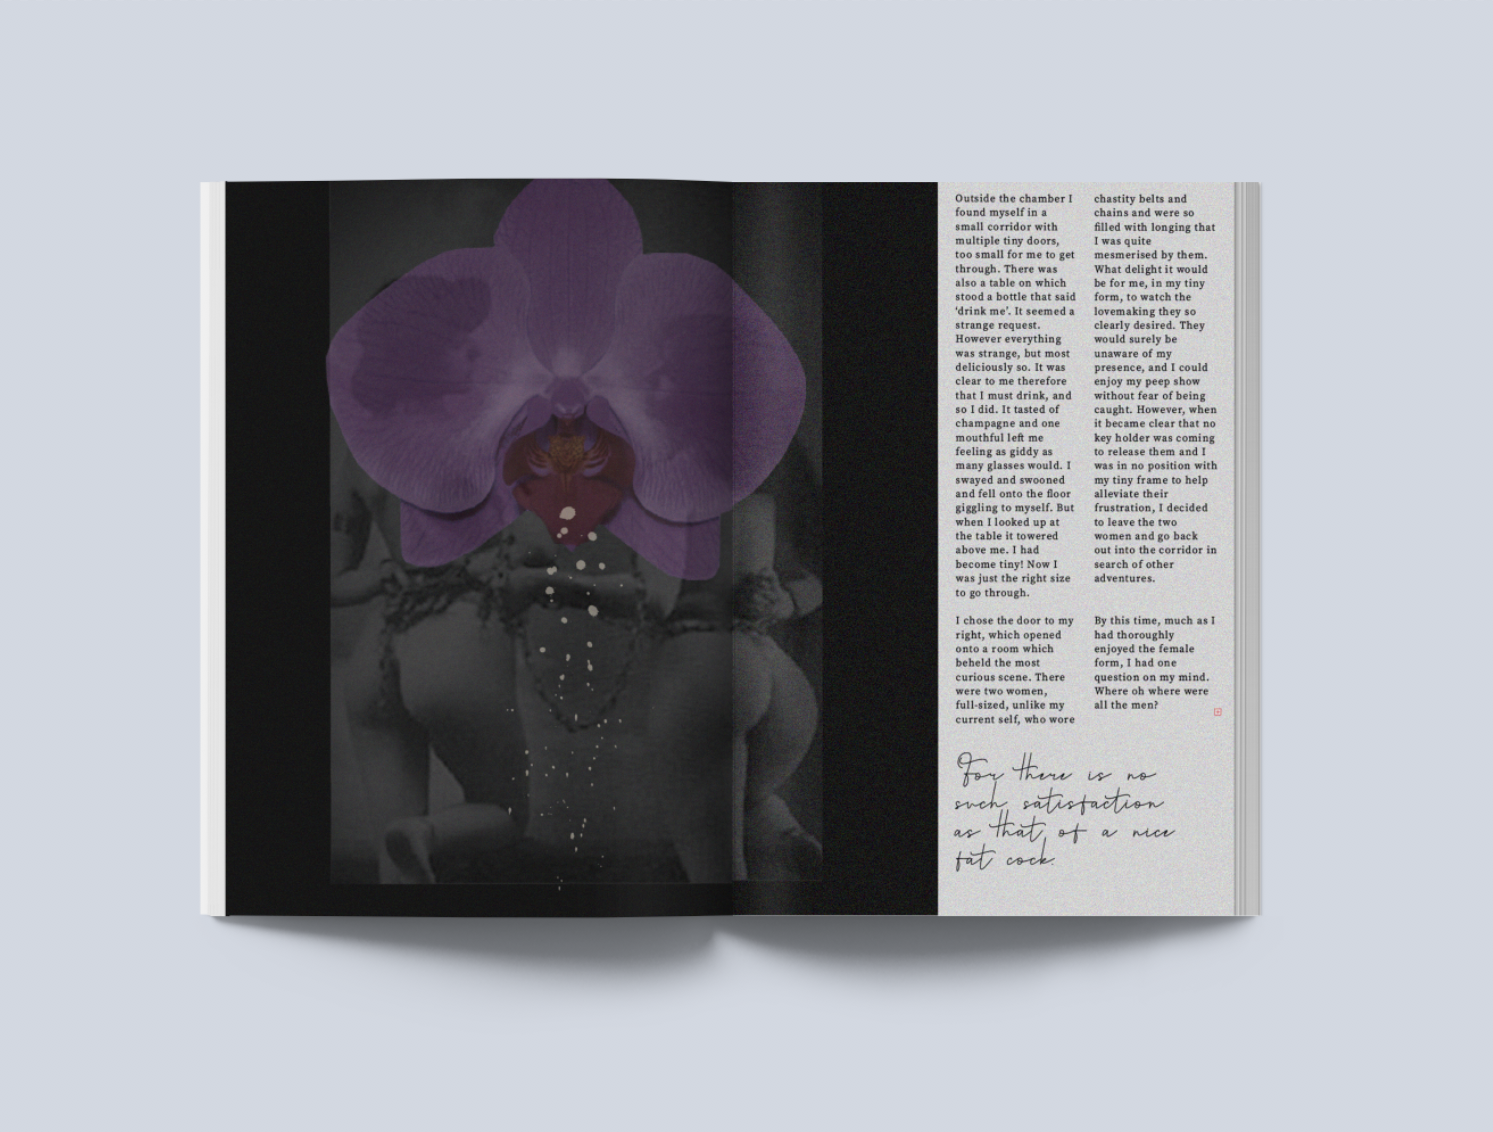 Outside the chamber I
found myself in a
small corridor with
multiple tiny doors,
too small for me to get
through. There was
also a table on which
stood a bottle that said
'drink me'. It seemed a
strange request.
However everything
was strange, but most
deliciously so. It was
clear to me therefore
that I must drink, and
so I did. It tasted of
champagne and one
mouthful left me
feeling as giddy as
many glasses would. I
swayed and swooned
and fell onto the floor
giggling to myself. But
when I looked up at
the table it towered
above me. I had
become tiny! Now I
was just the right size
to go through.
I chose the door to my
right, which opened
onto a room which
beheld the most
curious scene. There
were two women,
full-sized, unlike my
current self, who wore
chastity belts and
chains and were so
filled with longing that
I was quite
mesmerised by them.
What delight it would
be for me, in my tiny
form, to watch the
lovemaking they so
clearly desired. They
would surely be
unaware of my
presence, and I could
enjoy my peep show
without fear of being
caught. However, when
it became clear that no
key holder was coming
to release them and I
was in no position with
my tiny frame to help
alleviate their
frustration, I decided
to leave the two
women and go back
out into the corridor in
search of other
adventures.
By this time, much as I
had thoroughly
enjoyed the female
form, I had one
question on my mind.
Where oh where were
all the men?
For there is no
such satisfaction
as that of a nice
fat cock.